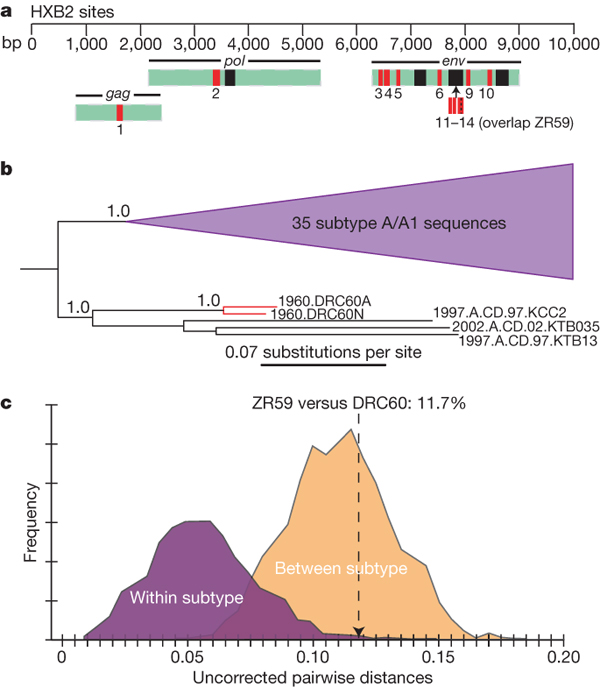 a HXB2 sites
bp 0 1,000 2,000 3,000 4,000 5,000 6,000 7,000 8,000 9,000 10,000
pol env
2 3 4 5 6 9 10
gag
1
11–14 (overlap ZR59)
b
1.0
35 subtype A/A1 sequences
1.0 1.0 1960.DRC60A
1960.DRC60N 1997.A.CD.97.KCC2
2002.A.CD.02.KTB035
1997.A.CD.97.KTB13
0.07 substitutions per site
c
ZR59 versus DRC60: 11.7%
Frequency
Between subtype
Within subtype
0 0.05 0.10 0.15 0.20
Uncorrected pairwise distances